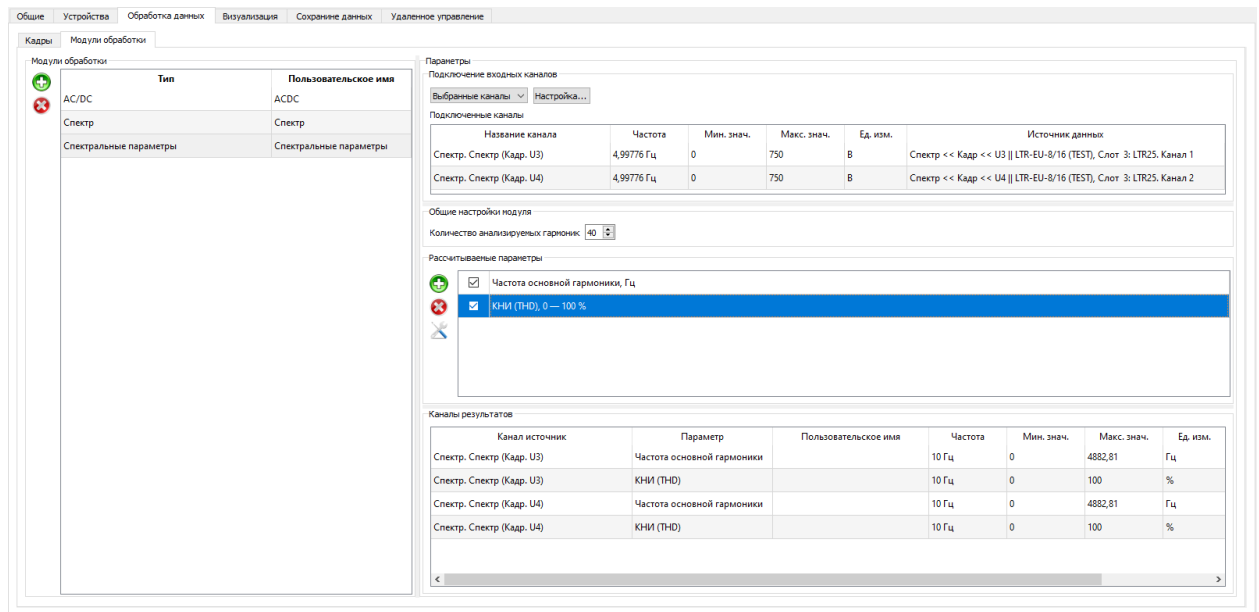 Общие Устройства Обработка данных Визуализация Сохранине данных Удаленное управление
Кадры Модули обработки
Модули обработки
Тип Пользовательское имя
AC/DC ACDC
Спектр Спектр
Спектральные параметры Спектральные параметры
Параметры
Подключение входных каналов
Выбранные каналы Настройка...
Подключенные каналы
Название канала Частота Мин. знач. Макс. знач. Ед. изм. Источник данных
Спектр. Спектр (Кадр. U3) 4,99776 Гц 0 750 В Спектр << Кадр << U3 || LTR-EU-8/16 (TEST), Слот 3: LTR25. Канал 1
Спектр. Спектр (Кадр. U4) 4,99776 Гц 0 750 В Спектр << Кадр << U4 || LTR-EU-8/16 (TEST), Слот 3: LTR25. Канал 2
Общие настройки модуля
Количество анализируемых гармоник 40
Рассчитываемые параметры
Частота основной гармоники, Гц
КНИ (THD), 0 — 100 %
Каналы результатов
Канал источник Параметр Пользовательское имя Частота Мин. знач. Макс. знач. Ед. изм.
Спектр. Спектр (Кадр. U3) Частота основной гармоники 10 Гц 0 4882,81 Гц
Спектр. Спектр (Кадр. U3) КНИ (THD) 10 Гц 0 100 %
Спектр. Спектр (Кадр. U4) Частота основной гармоники 10 Гц 0 4882,81 Гц
Спектр. Спектр (Кадр. U4) КНИ (THD) 10 Гц 0 100 %